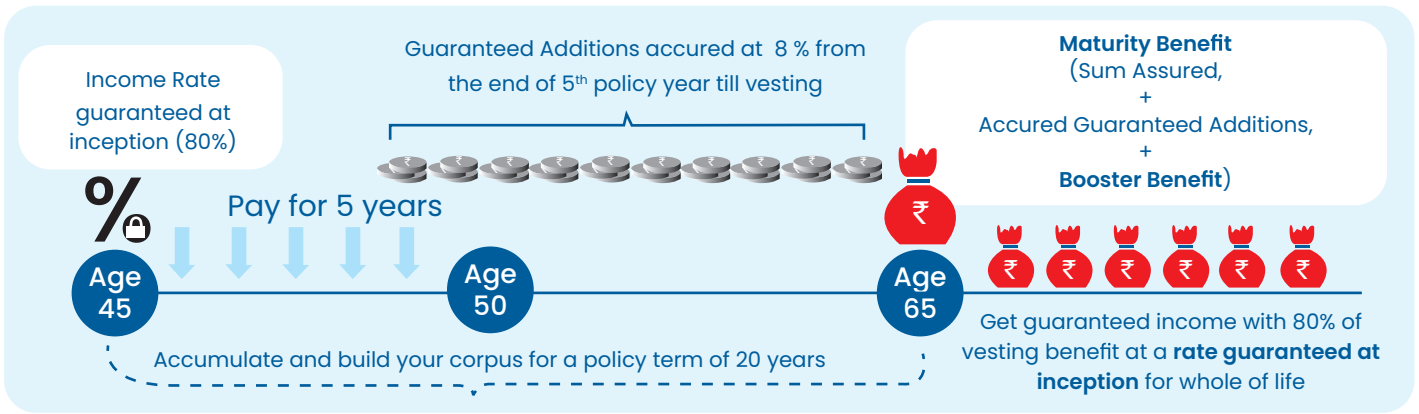 Income Rate
guaranteed at
inception (80%)
%
Pay for 5 years
Guaranteed Additions accured at 8 % from
the end of 5th policy year till vesting
₹ ₹ ₹ ₹ ₹ ₹ ₹ ₹ ₹ ₹
Maturity Benefit
(Sum Assured,
+
Accured Guaranteed Additions,
+
Booster Benefit)
₹
₹ ₹ ₹ ₹ ₹ ₹
Age
45
Age
50
Age
65
Accumulate and build your corpus for a policy term of 20 years
Get guaranteed income with 80% of
vesting benefit at a rate guaranteed at
inception for whole of life